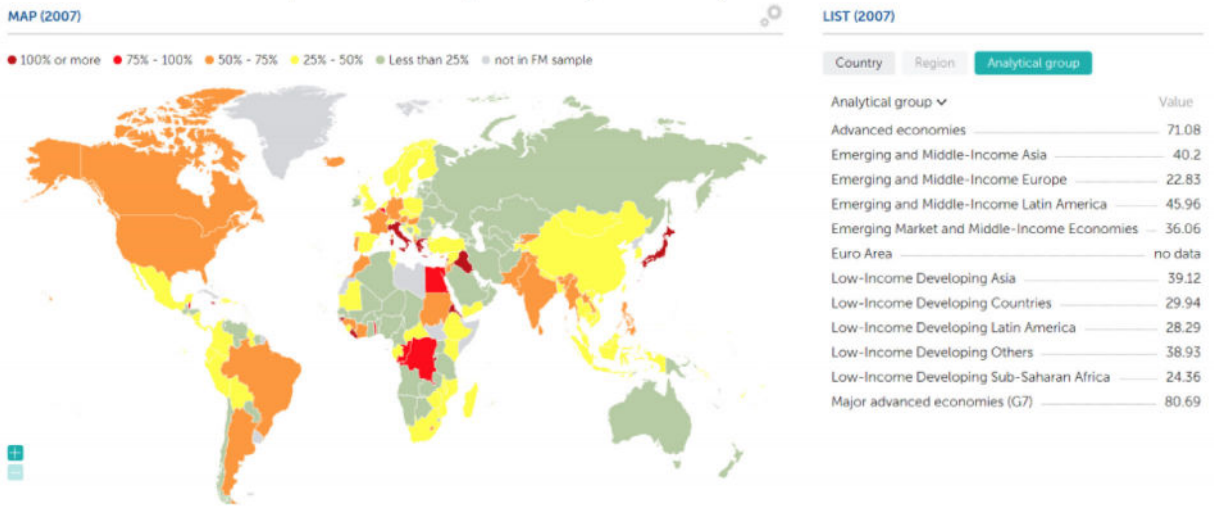 MAP (2007)
100% or more 75% - 100% 50% - 75% 25% - 50% Less than 25% not in FM sample
LIST (2007)
Country Region Analytical group
Analytical group Value
Advanced economies 71.08
Emerging and Middle-Income Asia 40.2
Emerging and Middle-Income Europe 22.83
Emerging and Middle-Income Latin America 45.96
Emerging Market and Middle-Income Economies 36.06
Euro Area no data
Low-Income Developing Asia 39.12
Low-Income Developing Countries 29.94
Low-Income Developing Latin America 28.29
Low-Income Developing Others 38.93
Low-Income Developing Sub-Saharan Africa 24.36
Major advanced economies (G7) 80.69